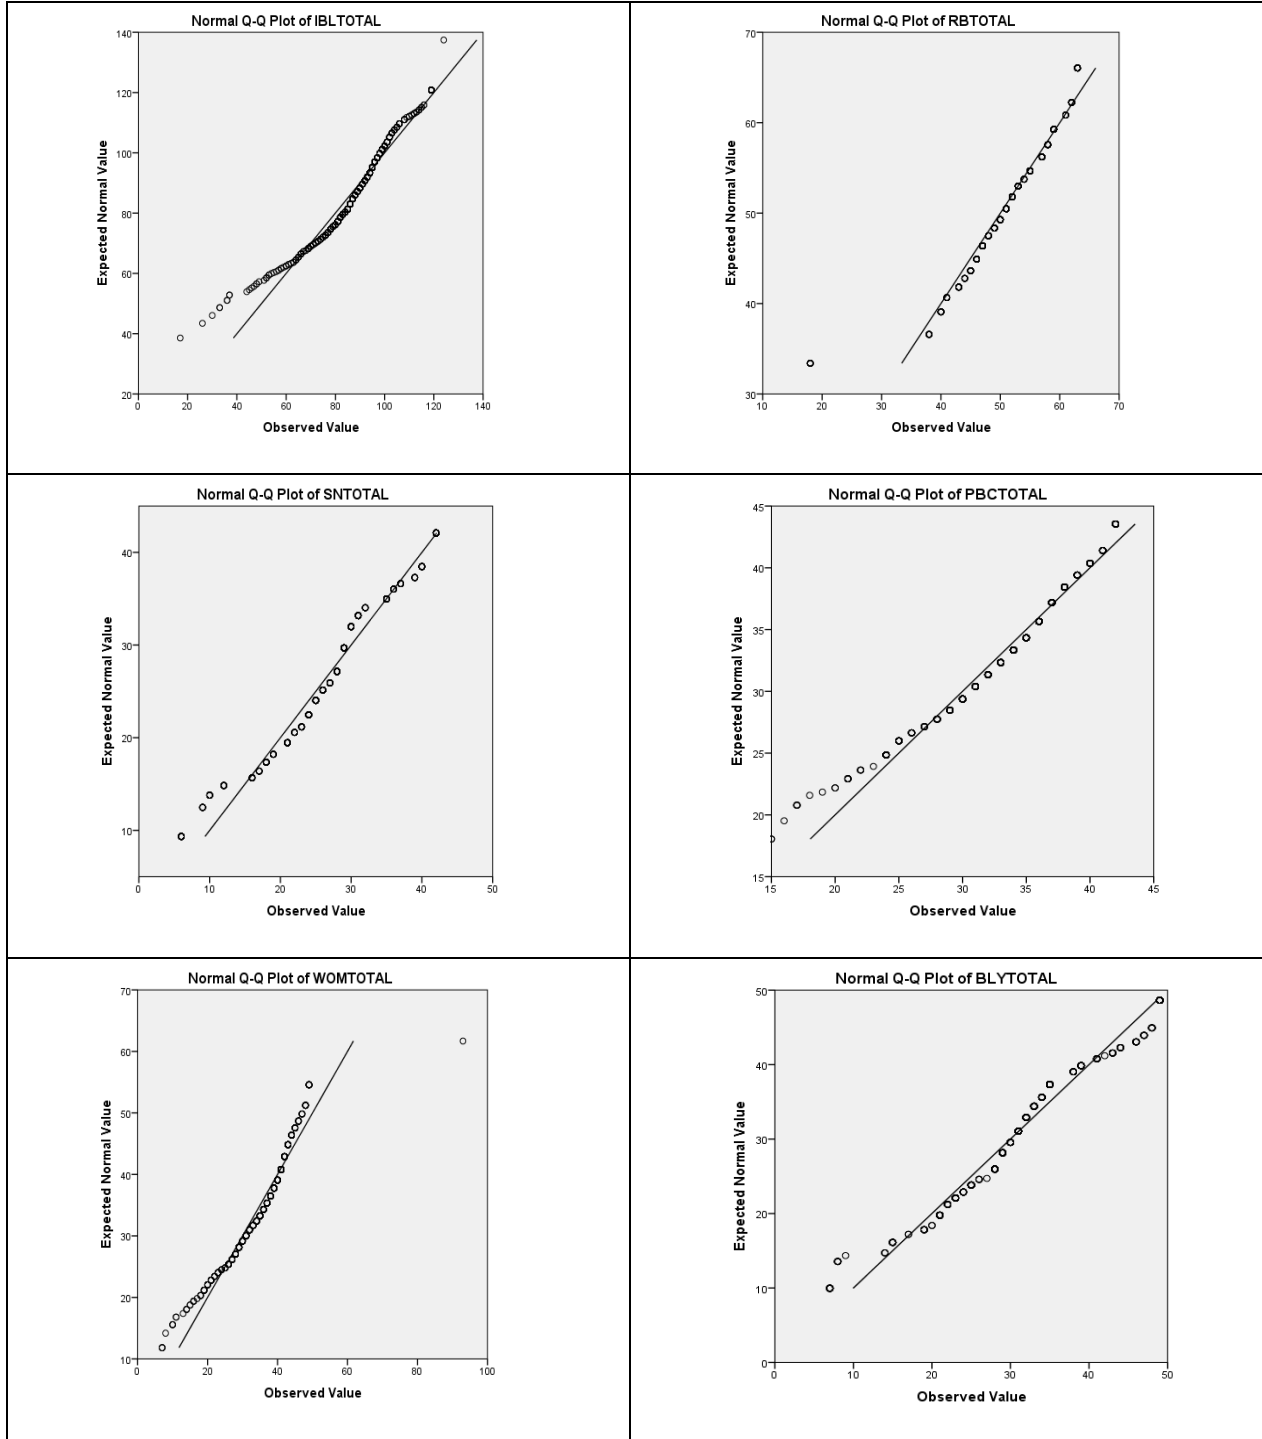 Normal Q-Q Plot of IBLTOTAL
140
120
100
80
60
40
20
0 20 40 60 80 100 120 140
Expected Normal Value
Observed Value
Normal Q-Q Plot of RBTOTAL
70
60
50
40
30
10 20 30 40 50 60 70
Expected Normal Value
Observed Value
Normal Q-Q Plot of SNTOTAL
40
30
20
10
0 10 20 30 40 50
Expected Normal Value
Observed Value
Normal Q-Q Plot of PBCTOTAL
45
40
35
30
25
20
15
15 20 25 30 35 40 45
Expected Normal Value
Observed Value
Normal Q-Q Plot of WOMTOTAL
70
60
50
40
30
20
10
0 20 40 60 80 100
Expected Normal Value
Observed Value
Normal Q-Q Plot of BLYTOTAL
50
40
30
20
10
0
0 10 20 30 40 50
Expected Normal Value
Observed Value